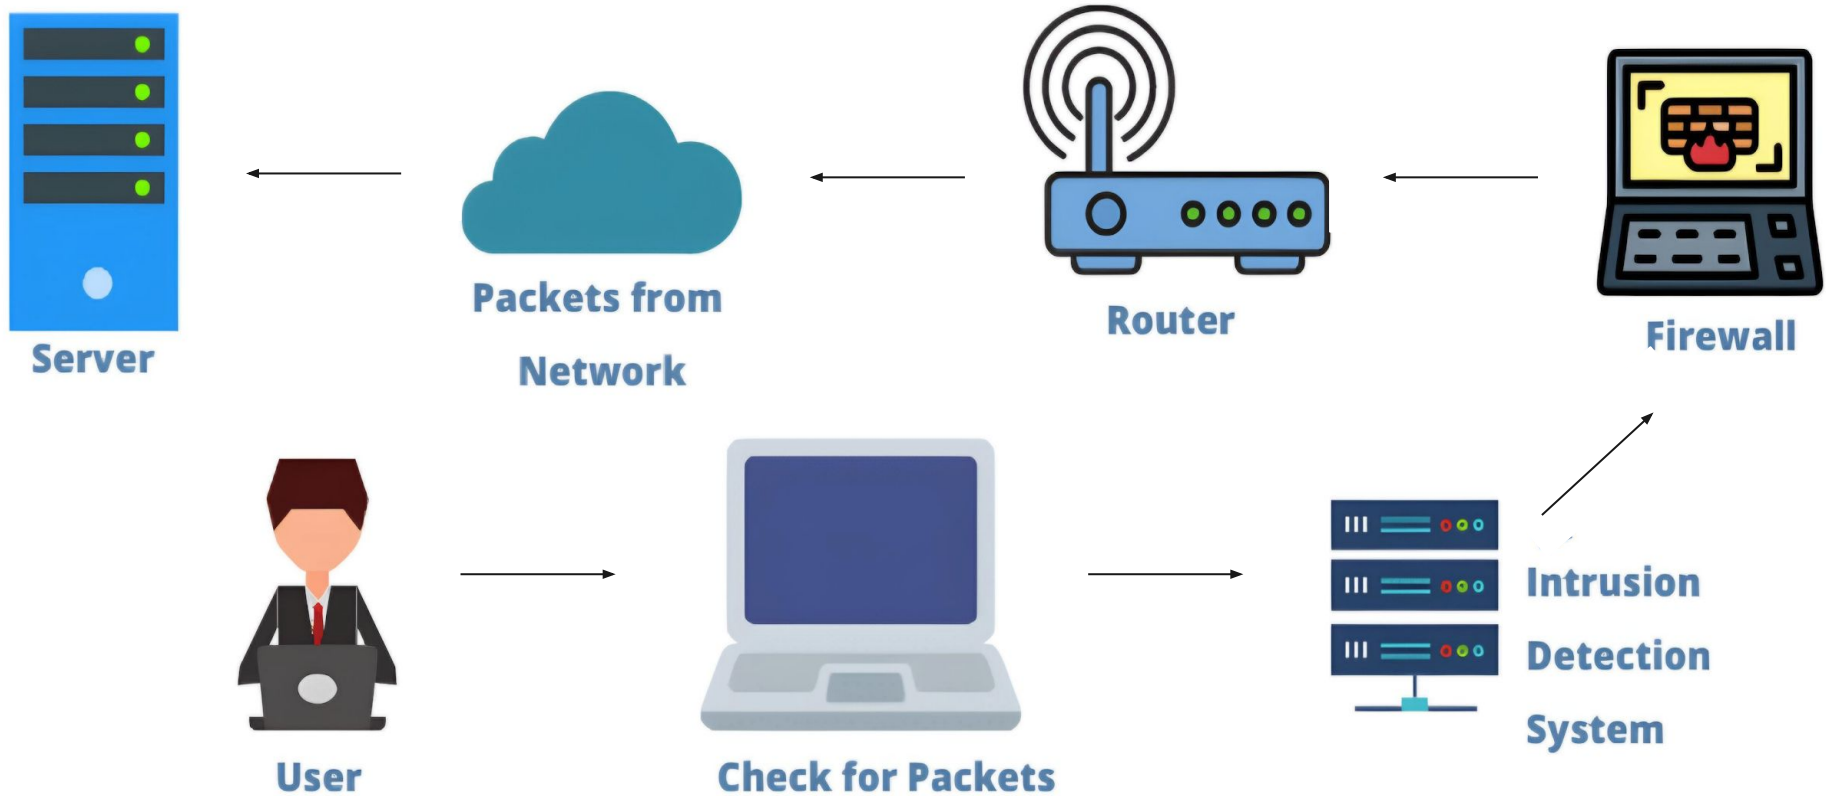 Server
Packets from
Network
Router
Firewall
User
Check for Packets
Intrusion
Detection
System